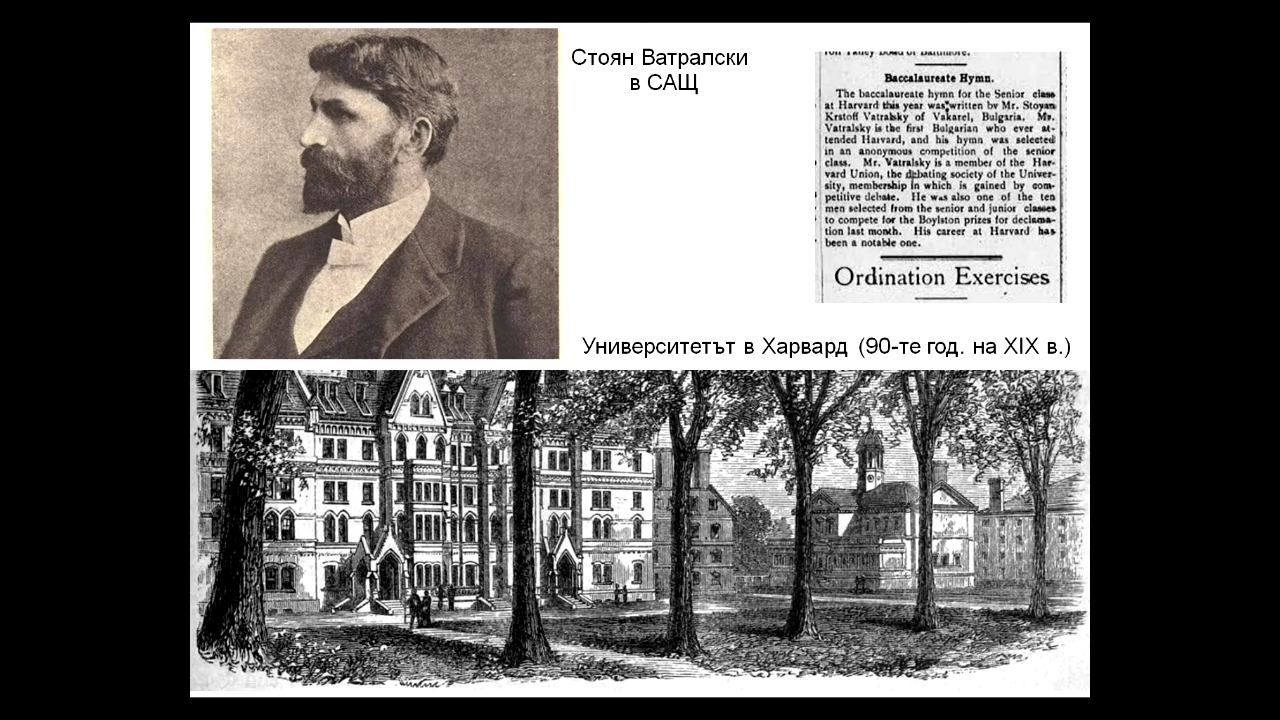 Стоян Ватралски
в САЩ
Baccalaureate Hymn.
The baccalaureate hymn for the Senior class
at Harvard this year was written by Mr. Stoyan
Krstoff Vatralsky of Vakarel, Bulgaria. Mr.
Vatralsky is the first Bulgarian who ever at-
tended Harvard, and his hymn was selected
in an anonymous competition of the senior
class. Mr. Vatralsky is a member of the Har-
vard Union, the debating society of the Univer-
sity, membership in which is gained by com-
petitive debate. He was also one of the ten
men selected from the senior and junior classes
to compete for the Boylston prizes for declama-
tion last month. His career at Harvard has
been a notable one.
Ordination Exercises
Университетът в Харвард (90-те год. на XIX в.)